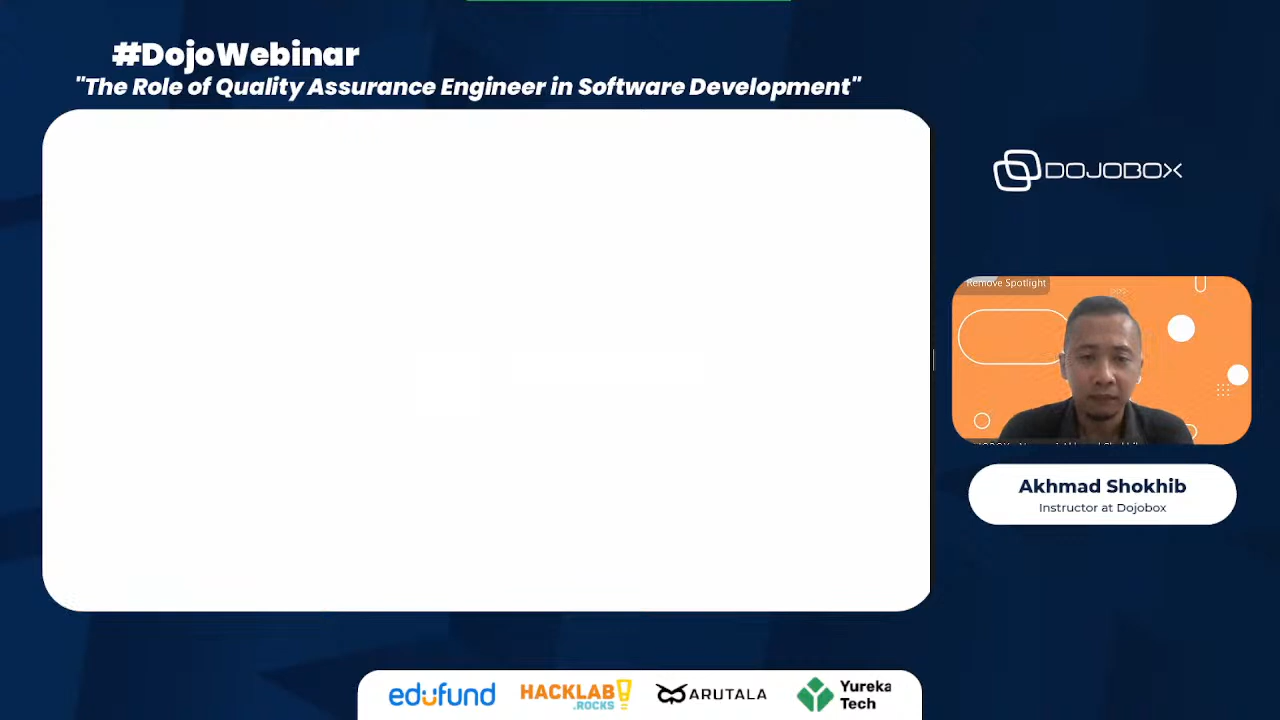 #DojoWebinar
"The Role of Quality Assurance Engineer in Software Development"
DOJOBOX
Remove Spotlight
Akhmad Shokhib
Instructor at Dojobox
edufund
HACKLAB!
.ROCKS
ARUTALA
Yureka
Tech